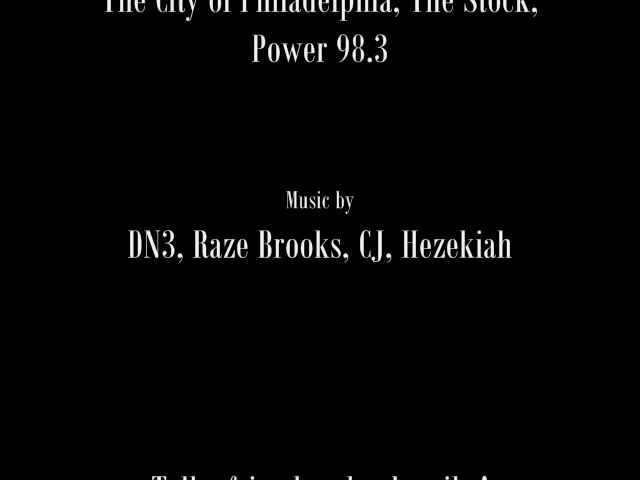 The City of Philadelphia, The Stock,
Power 98.3
Music by
DN3, Raze Brooks, CJ, Hezekiah